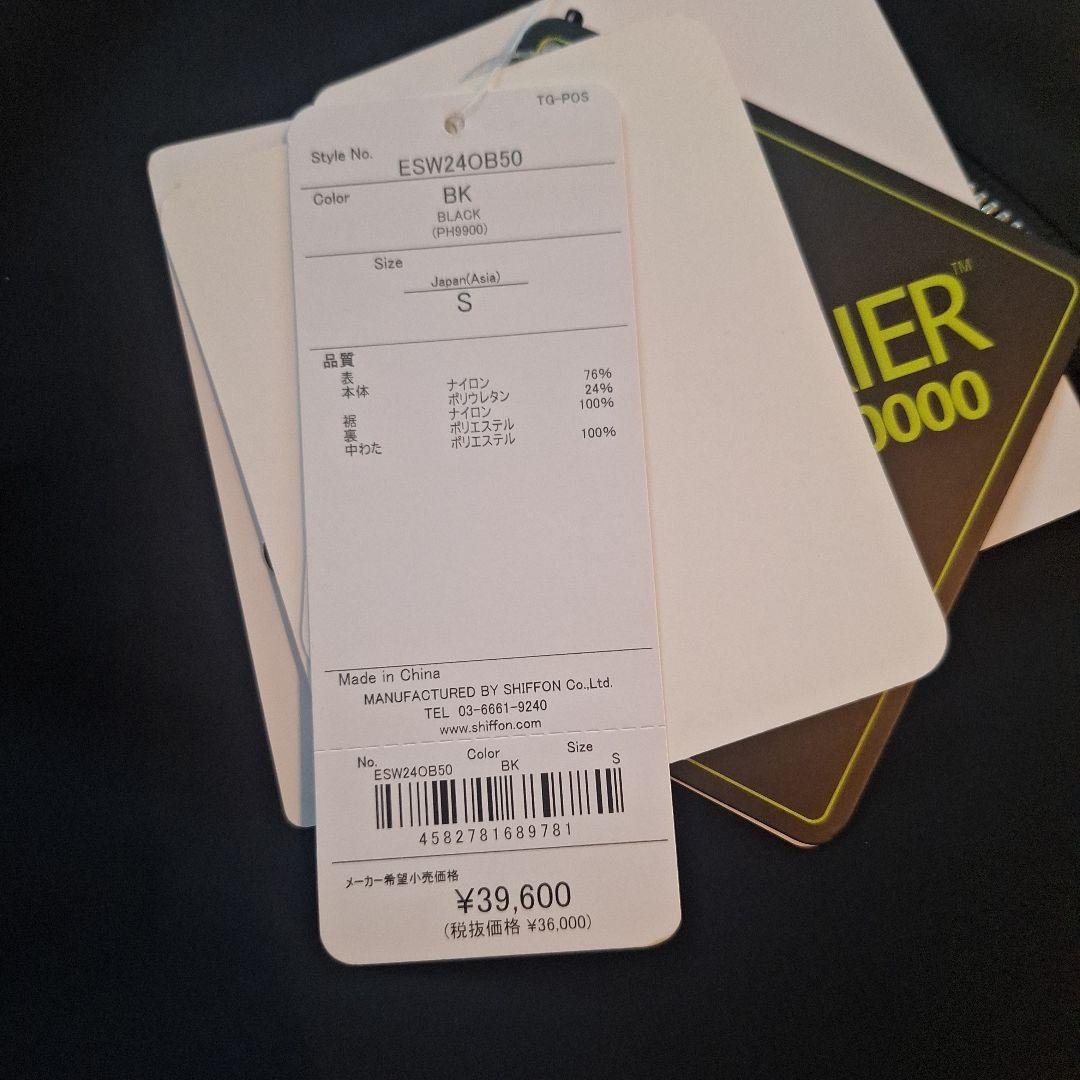 TG-POS
Style No. ESW24OB50
Color BK
BLACK
(PH9900)
Size
Japan(Asia)
S
品質
表 76%
本体 ナイロン 24%
ポリウレタン 100%
裾 ナイロン
裏 ポリエステル 100%
中わた ポリエステル
Made in China
MANUFACTURED BY SHIFFON Co.,Ltd.
TEL 03-6661-9240
www.shiffon.com
No. Color Size
ESW24OB50 BK S
4582781689781
メーカー希望小売価格
¥39,600
(税抜価格 ¥36,000)
IER™
0000